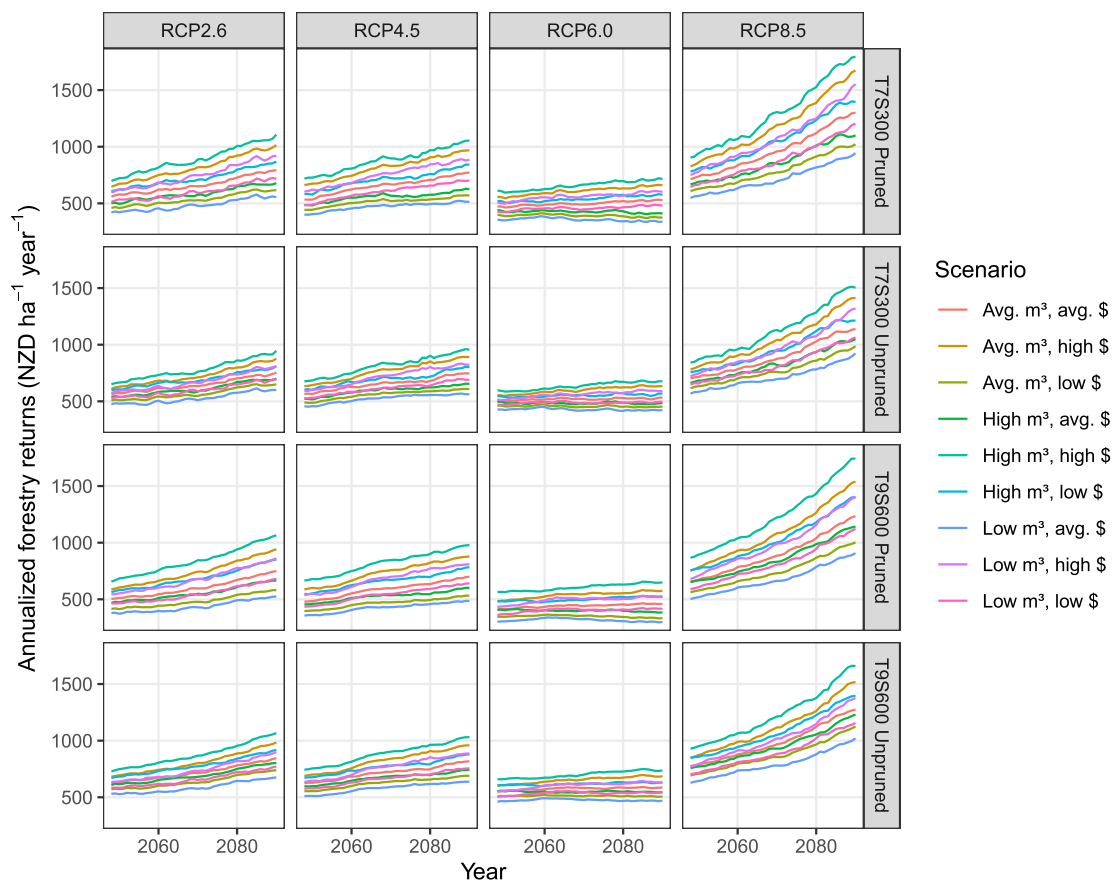 RCP2.6 RCP4.5 RCP6.0 RCP8.5
Annualized forestry returns (NZD ha⁻¹ year⁻¹)
1500
1000
500
T7S300 Pruned
1500
1000
500
T7S300 Unpruned
1500
1000
500
T9S600 Pruned
1500
1000
500
T9S600 Unpruned
2060 2080 2060 2080 2060 2080 2060 2080
Year
Scenario
Avg. m³, avg. $
Avg. m³, high $
Avg. m³, low $
High m³, avg. $
High m³, high $
High m³, low $
Low m³, avg. $
Low m³, high $
Low m³, low $